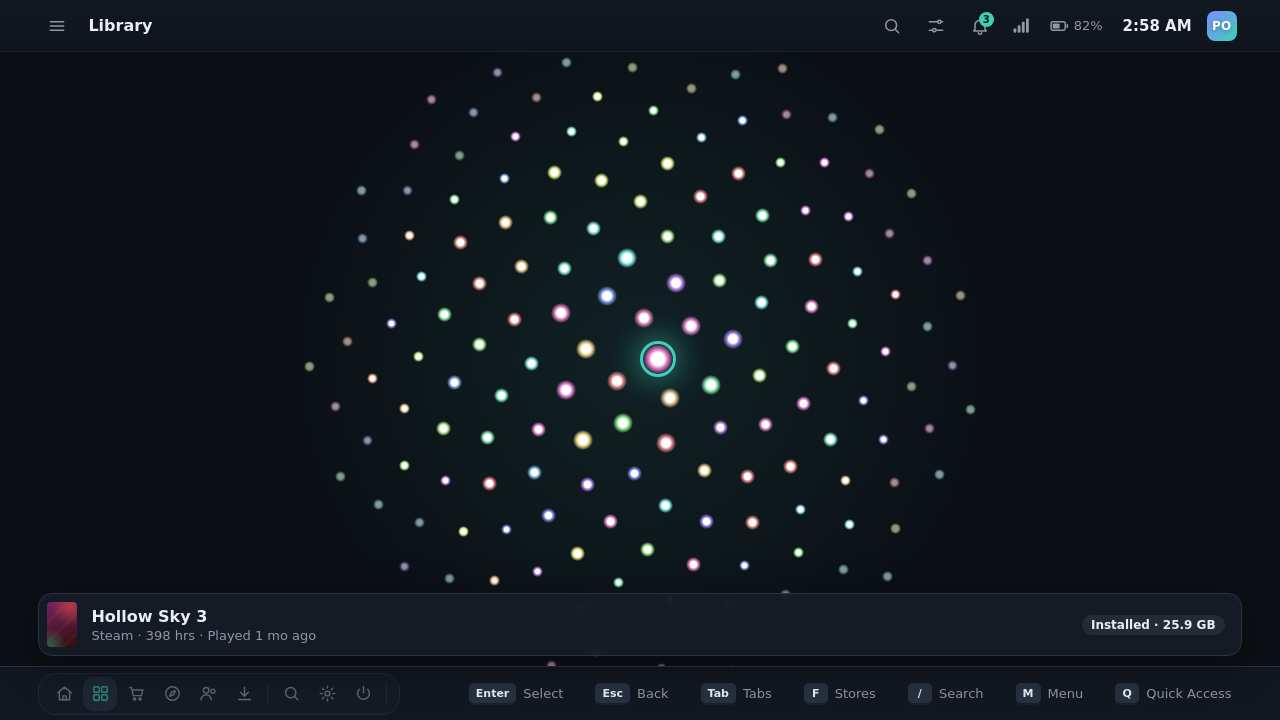 Library
3
82%
2:58 AM
PO
Hollow Sky 3
Steam · 398 hrs · Played 1 mo ago
Installed · 25.9 GB
Enter Select
Esc Back
Tab Tabs
F Stores
/ Search
M Menu
Q Quick Access